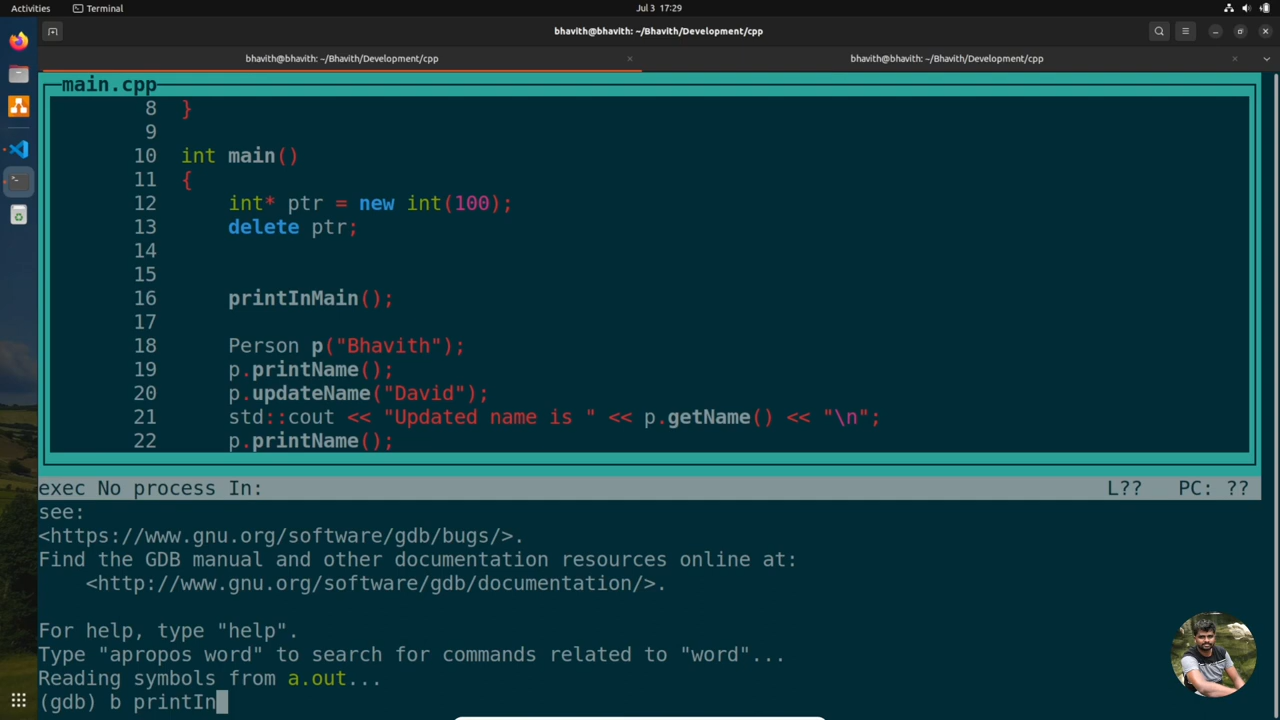 Activities
Terminal
Jul 3 17:29
bhavith@bhavith: ~/Bhavith/Development/cpp
bhavith@bhavith: ~/Bhavith/Development/cpp
bhavith@bhavith: ~/Bhavith/Development/cpp
main.cpp
8 }
9
10 int main()
11 {
12 int* ptr = new int(100);
13 delete ptr;
14
15
16 printInMain();
17
18 Person p("Bhavith");
19 p.printName();
20 p.updateName("David");
21 std::cout << "Updated name is " << p.getName() << "\n";
22 p.printName();
exec No process In: L?? PC: ??
see:
<https://www.gnu.org/software/gdb/bugs/>.
Find the GDB manual and other documentation resources online at:
<http://www.gnu.org/software/gdb/documentation/>.
For help, type "help".
Type "apropos word" to search for commands related to "word"...
Reading symbols from a.out...
(gdb) b printIn